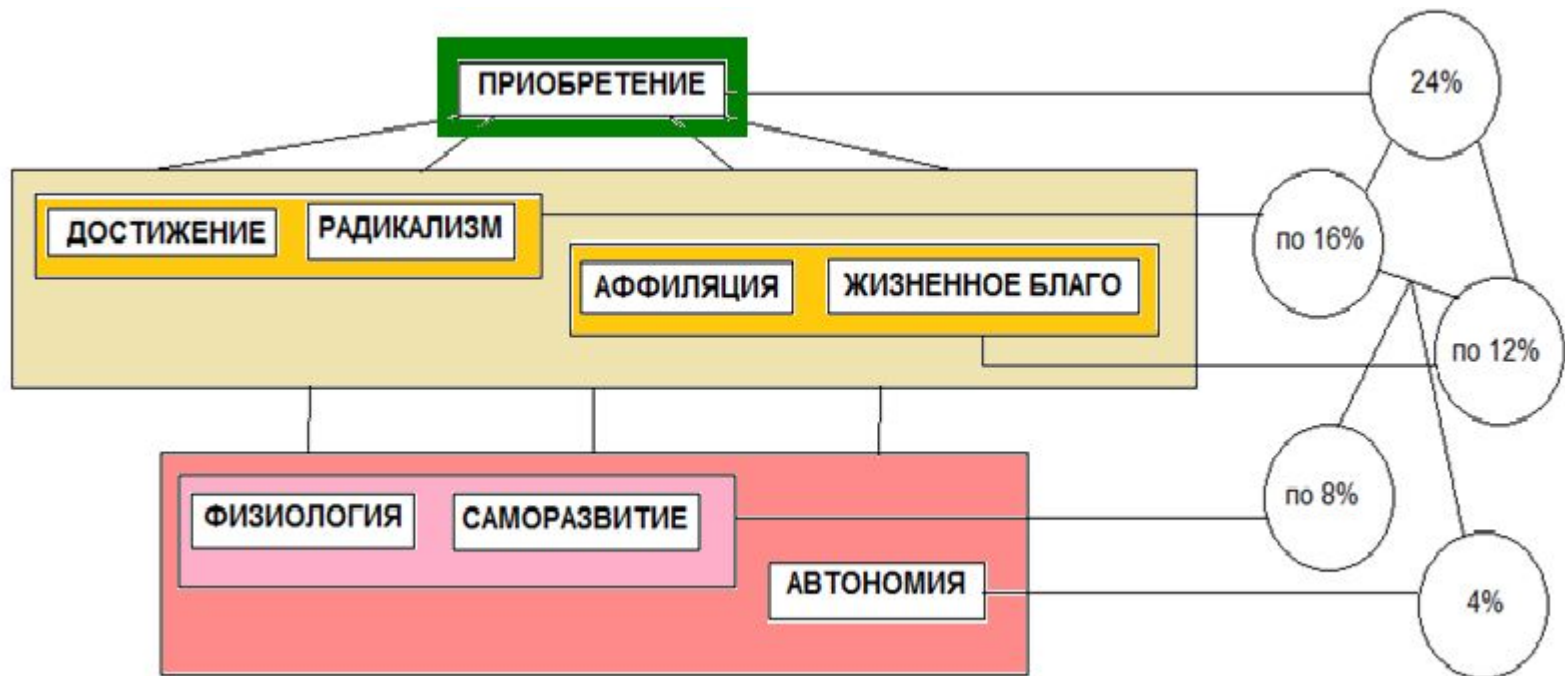 ПРИОБРЕТЕНИЕ
24%
ДОСТИЖЕНИЕ
РАДИКАЛИЗМ
по 16%
АФФИЛЯЦИЯ
ЖИЗНЕННОЕ БЛАГО
по 12%
ФИЗИОЛОГИЯ
САМОРАЗВИТИЕ
по 8%
АВТОНОМИЯ
4%